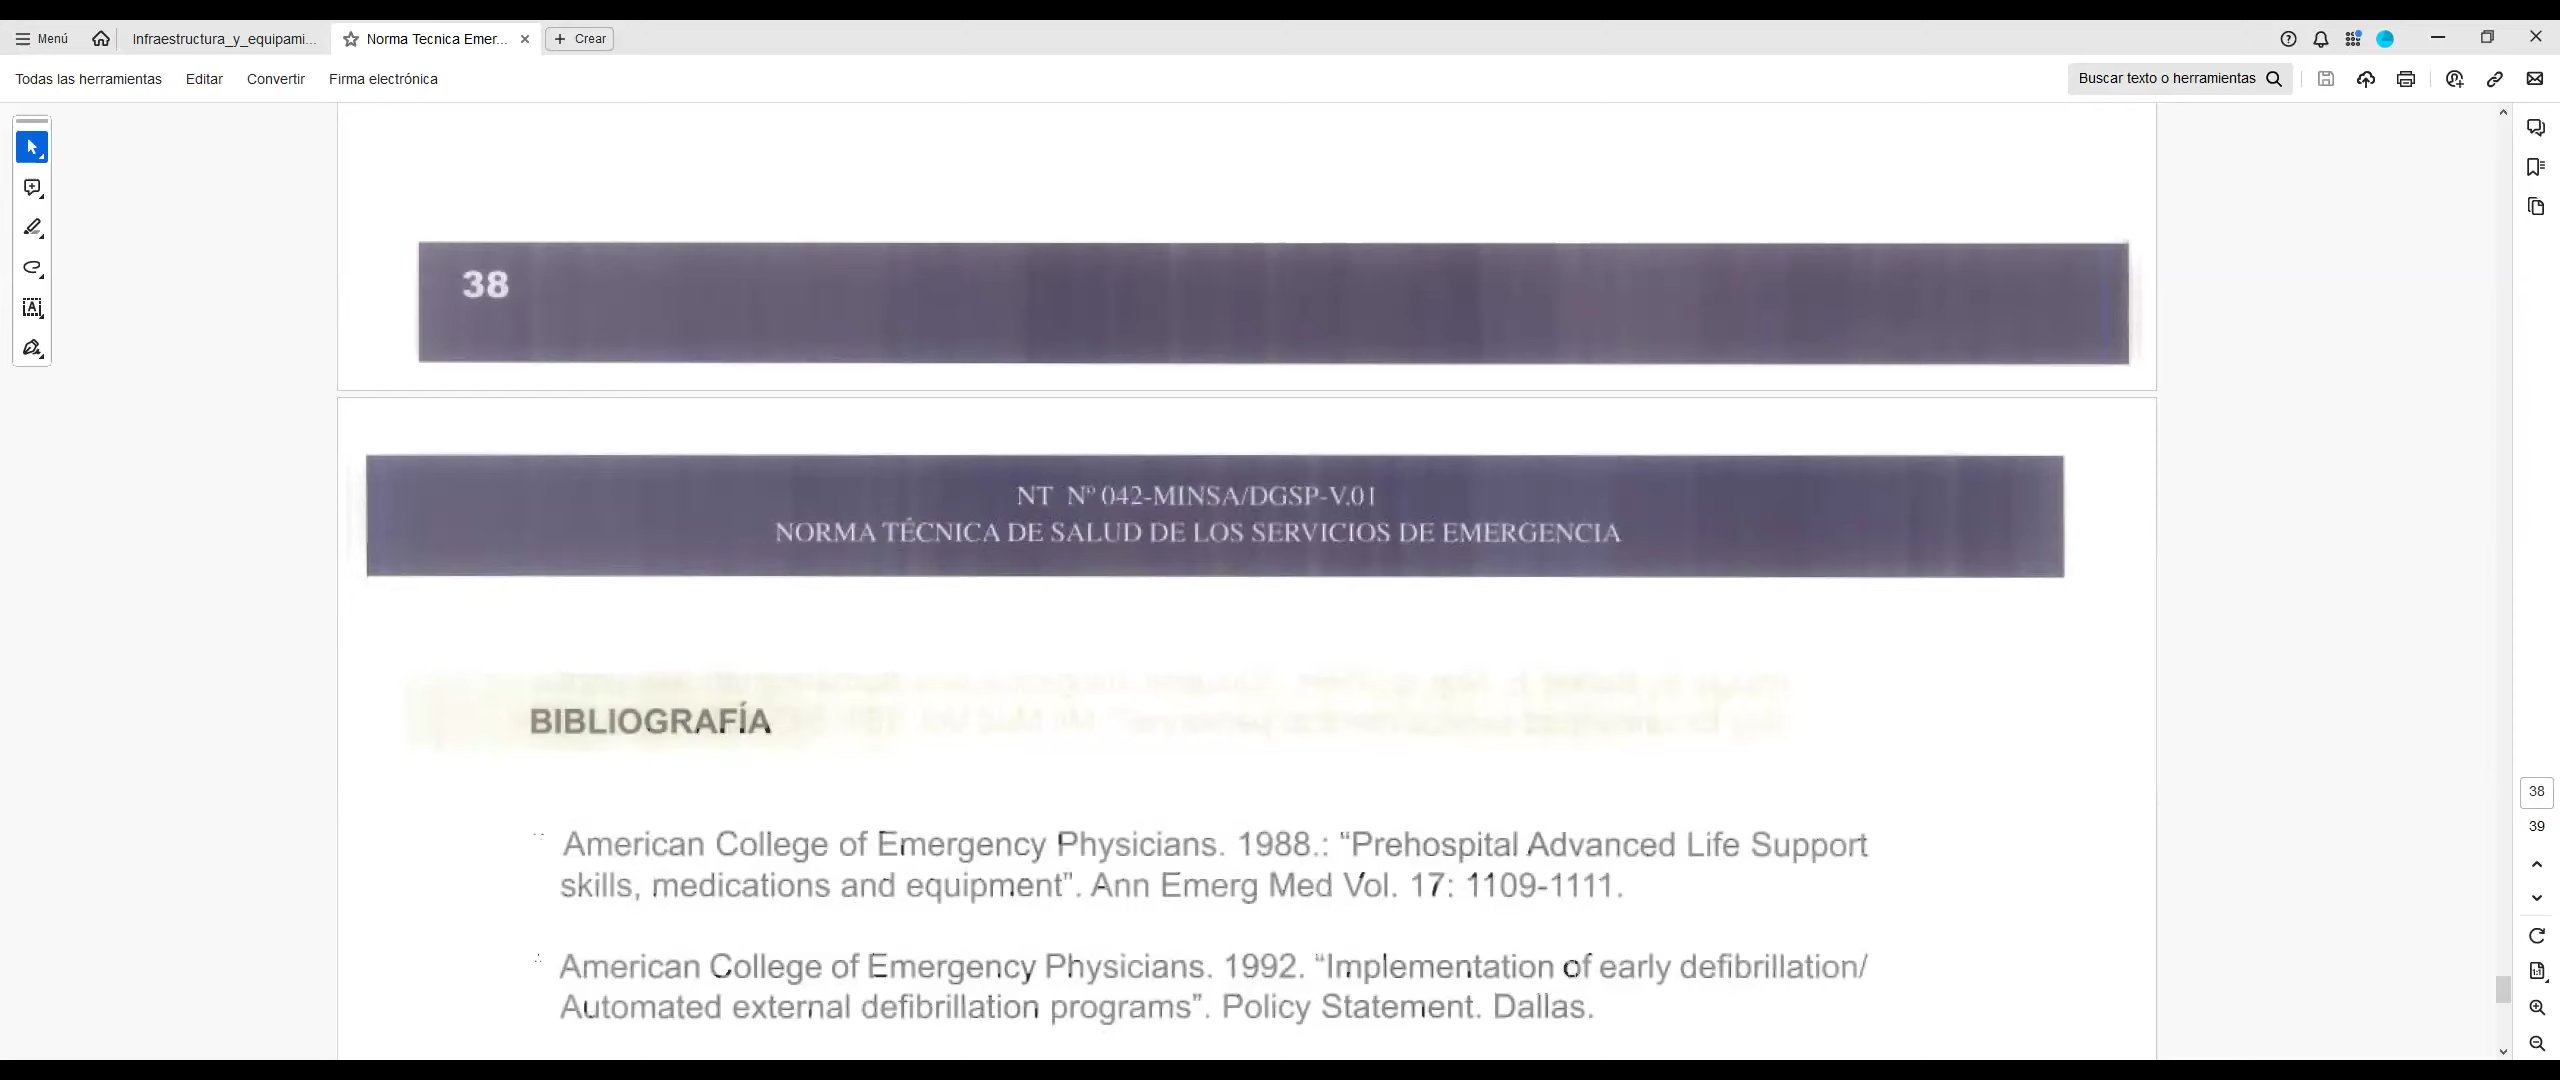 Menú
Infraestructura_y_equipami...
Norma Tecnica Emer...
Crear
Todas las herramientas
Editar
Convertir
Firma electrónica
Buscar texto o herramientas
38
NT Nº 042-MINSA/DGSP-V.01
NORMA TÉCNICA DE SALUD DE LOS SERVICIOS DE EMERGENCIA
BIBLIOGRAFÍA
American College of Emergency Physicians. 1988.: “Prehospital Advanced Life Support
skills, medications and equipment”. Ann Emerg Med Vol. 17: 1109-1111.
American College of Emergency Physicians. 1992. “Implementation of early defibrillation/
Automated external defibrillation programs”. Policy Statement. Dallas.
38
39